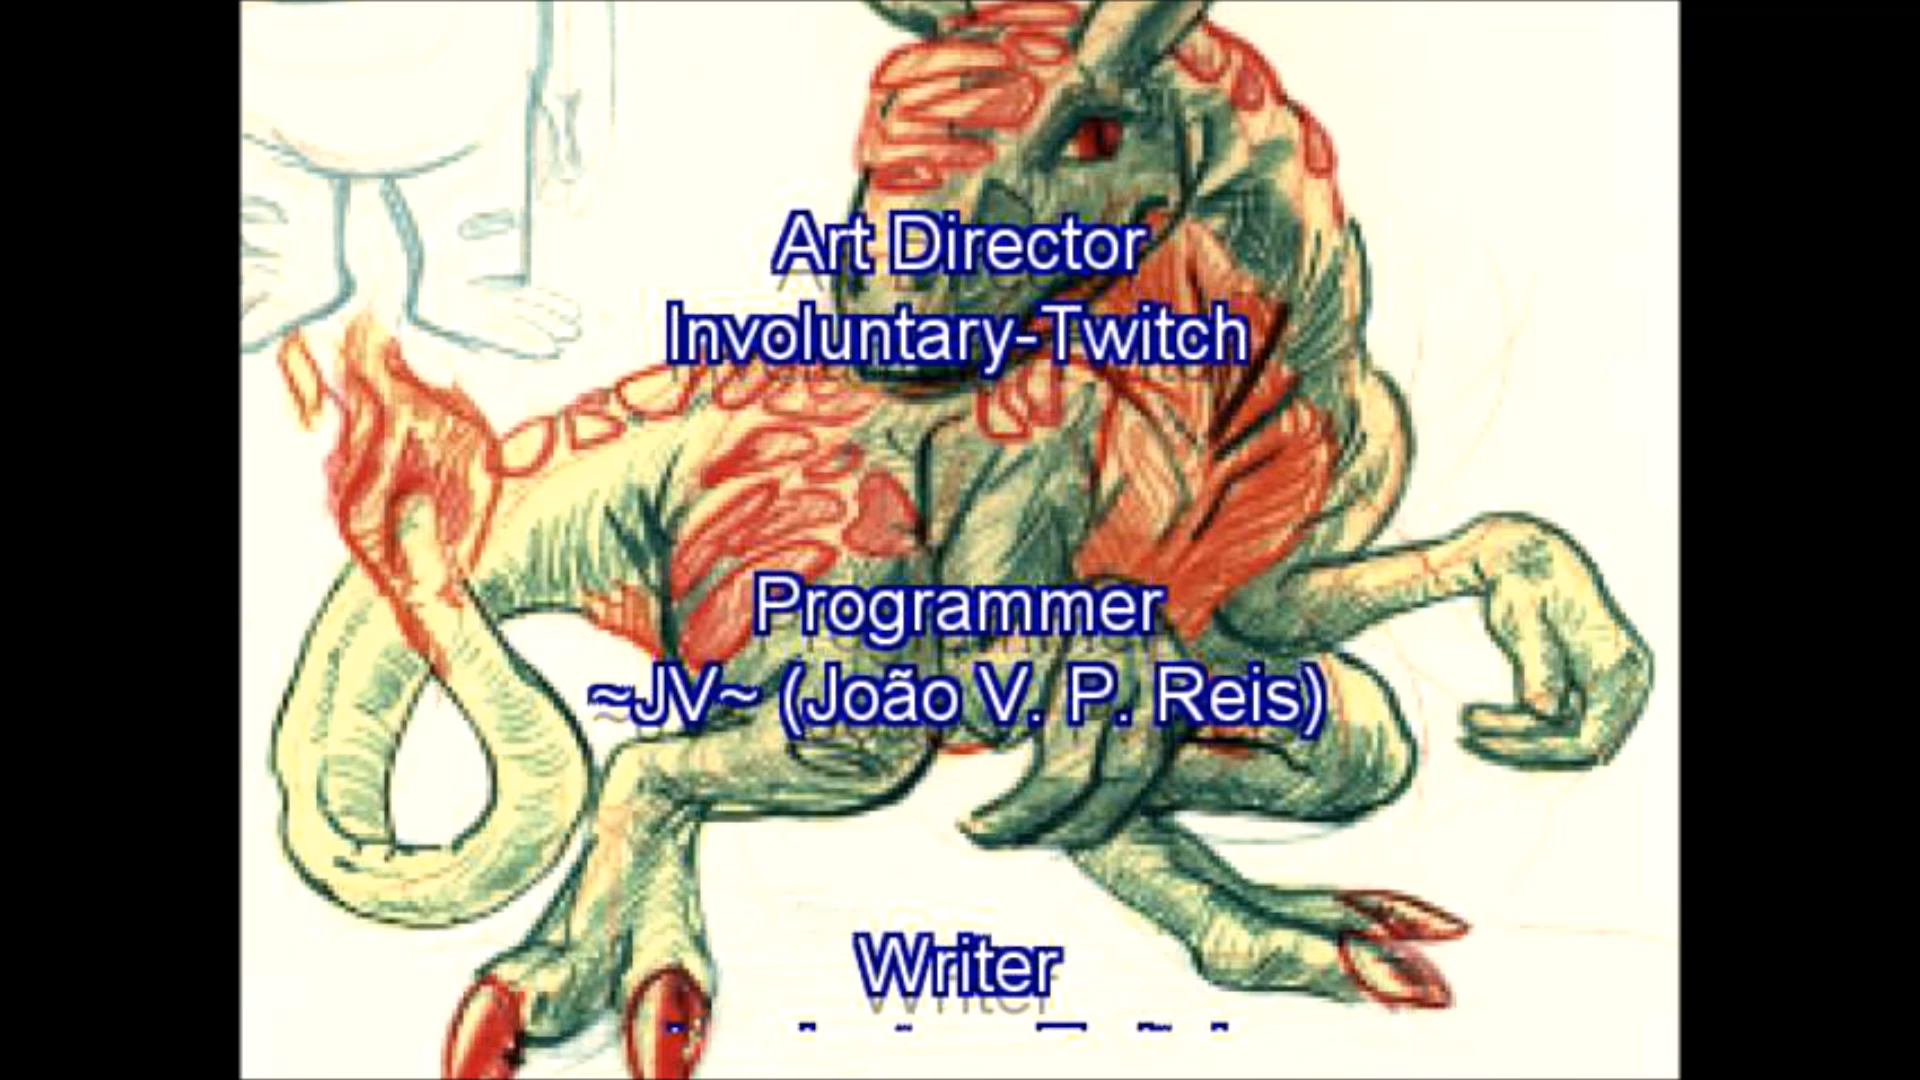 Art Director
Involuntary-Twitch
Programmer
~JV~ (João V. P. Reis)
Writer